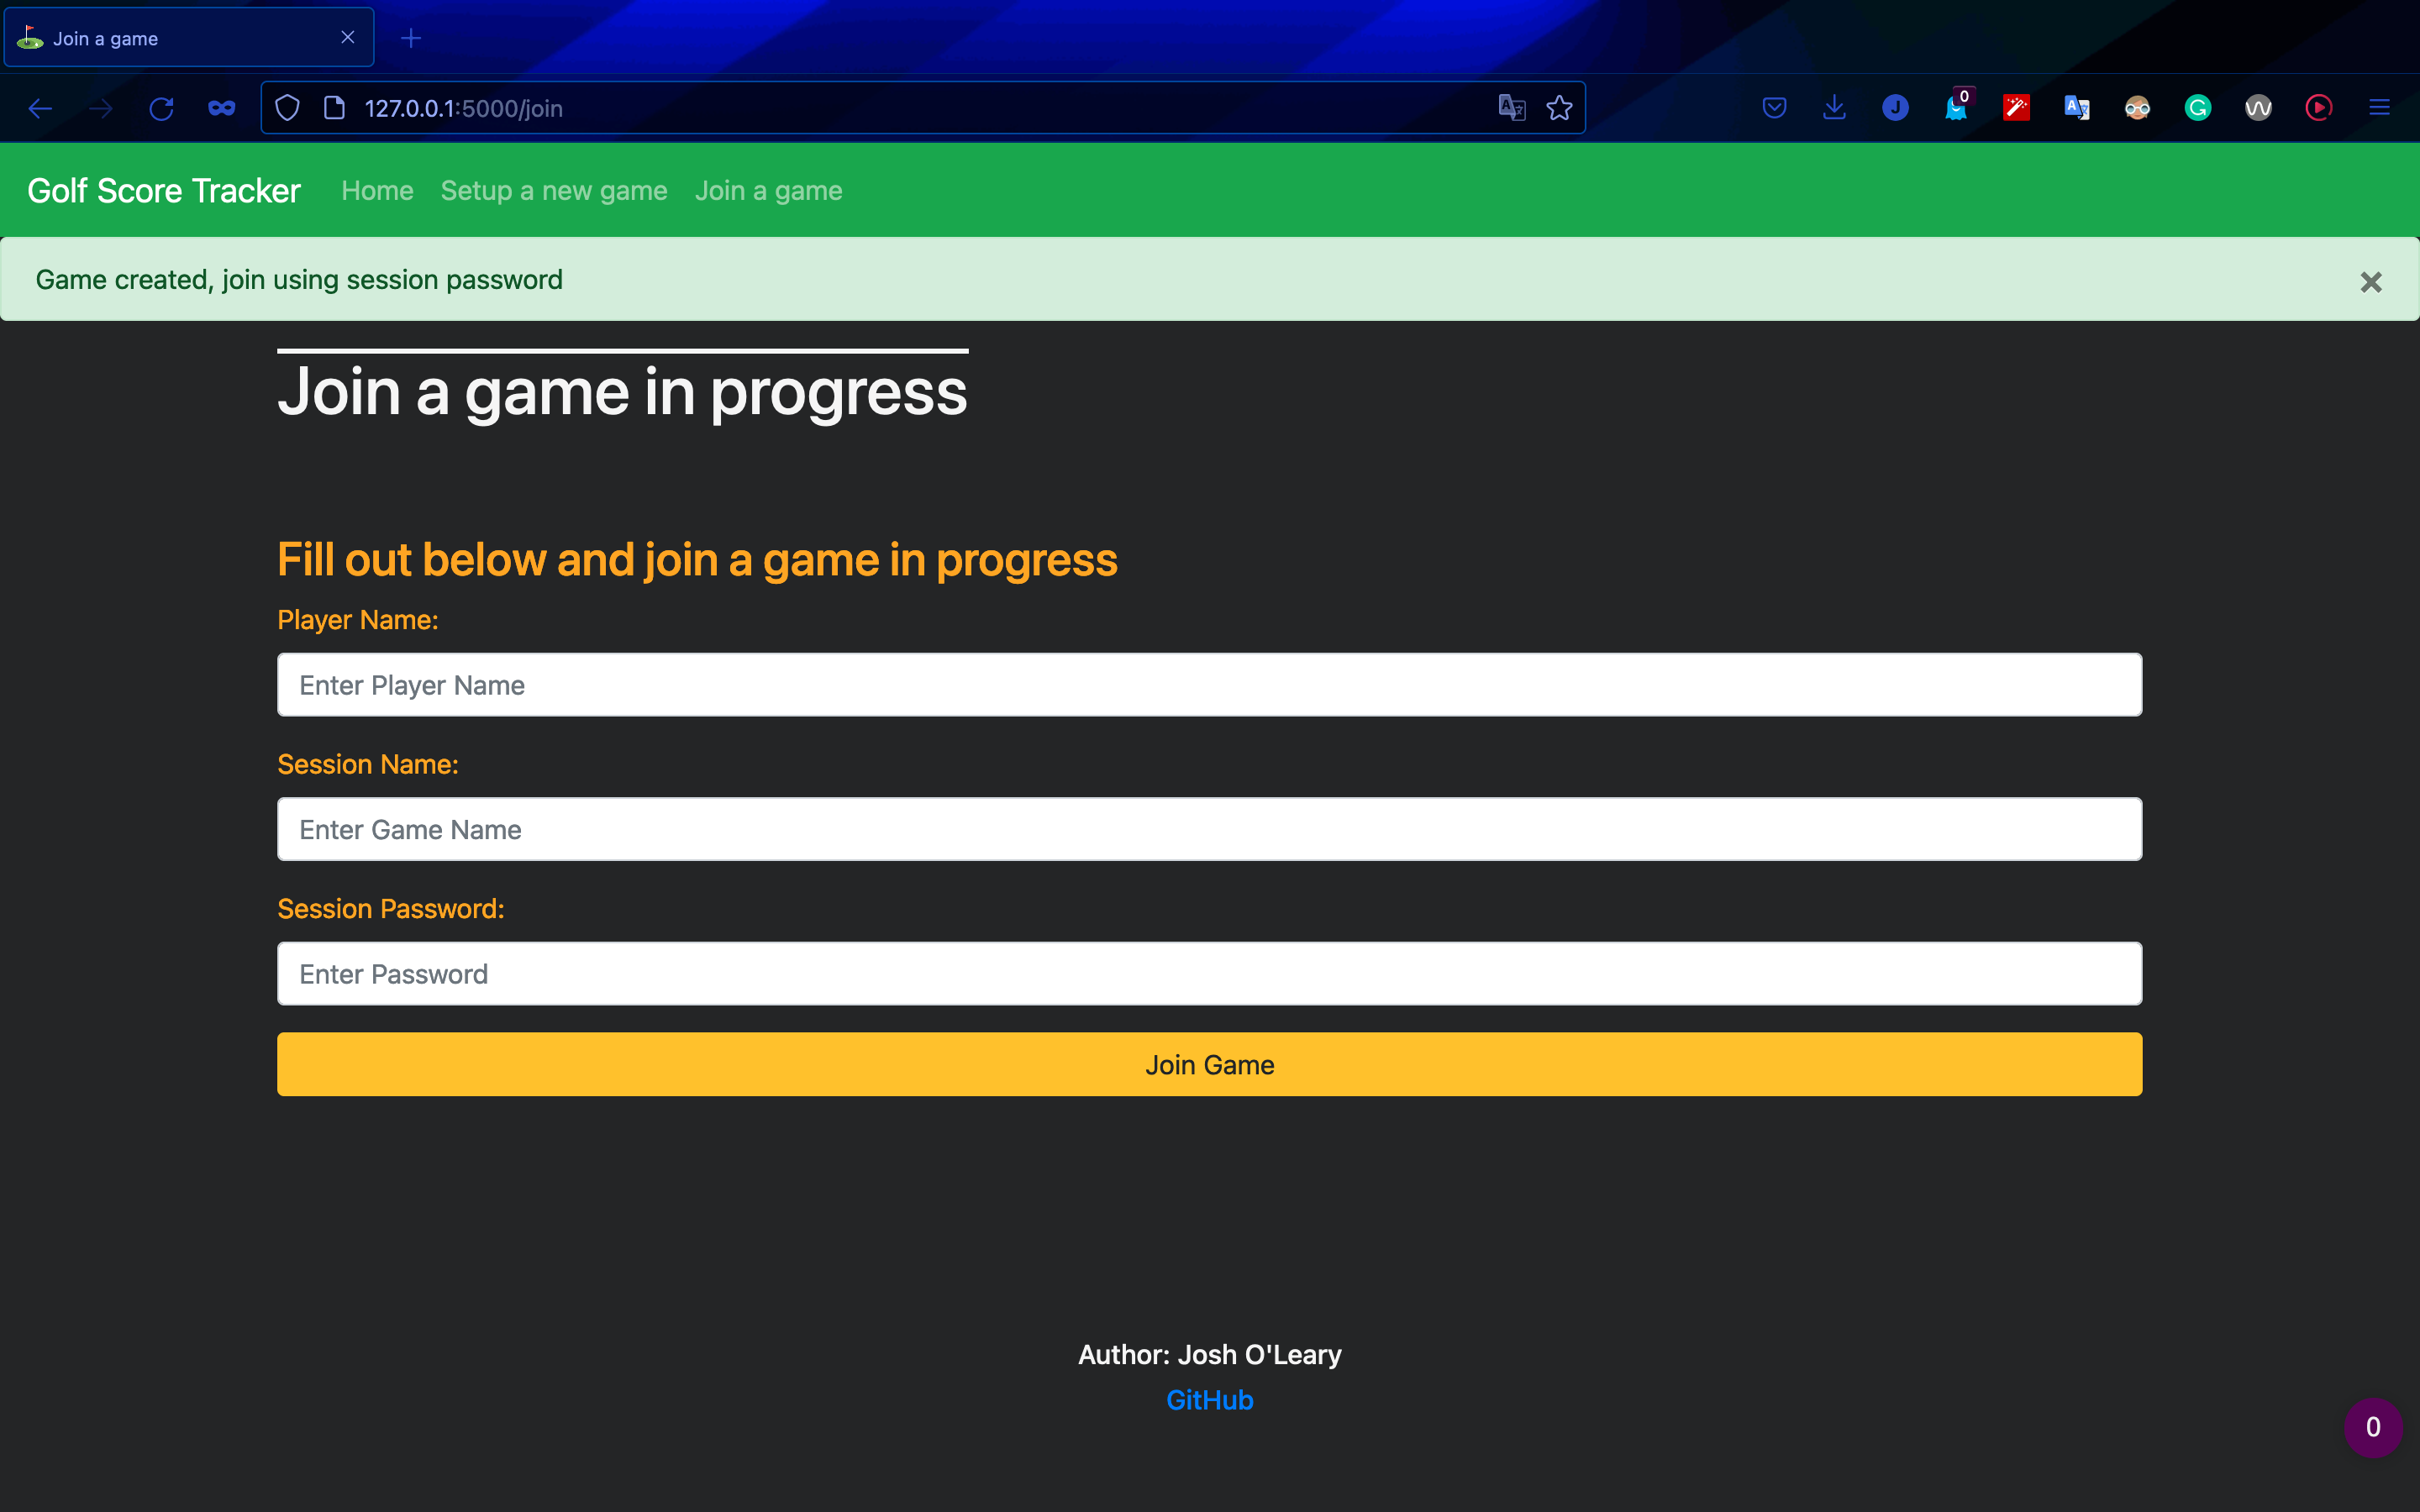 Join a game
127.0.0.1:5000/join
J
0
G
Golf Score Tracker Home Setup a new game Join a game
Game created, join using session password
Join a game in progress
Fill out below and join a game in progress
Player Name:
Enter Player Name
Session Name:
Enter Game Name
Session Password:
Enter Password
Join Game
Author: Josh O'Leary
GitHub
0